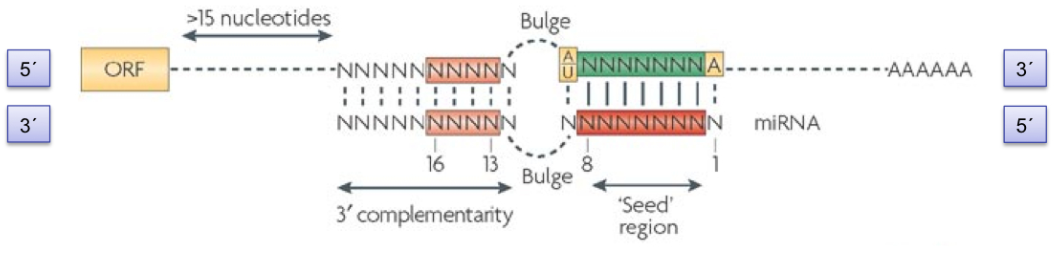 >15 nucleotides
Bulge
5´ ORF NNNNNNNNNN A U NNNNNNN A AAAAAA 3´
3´ NNNNNNNNNN NNNNNNNN N miRNA 5´
16 13 8 1
Bulge
3′ complementarity
'Seed'
region